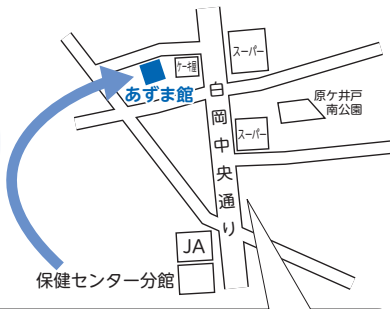 スーパー
ケーキ屋
あずま館
白岡中央通り
原ケ井戸
南公園
スーパー
JA
保健センター分館